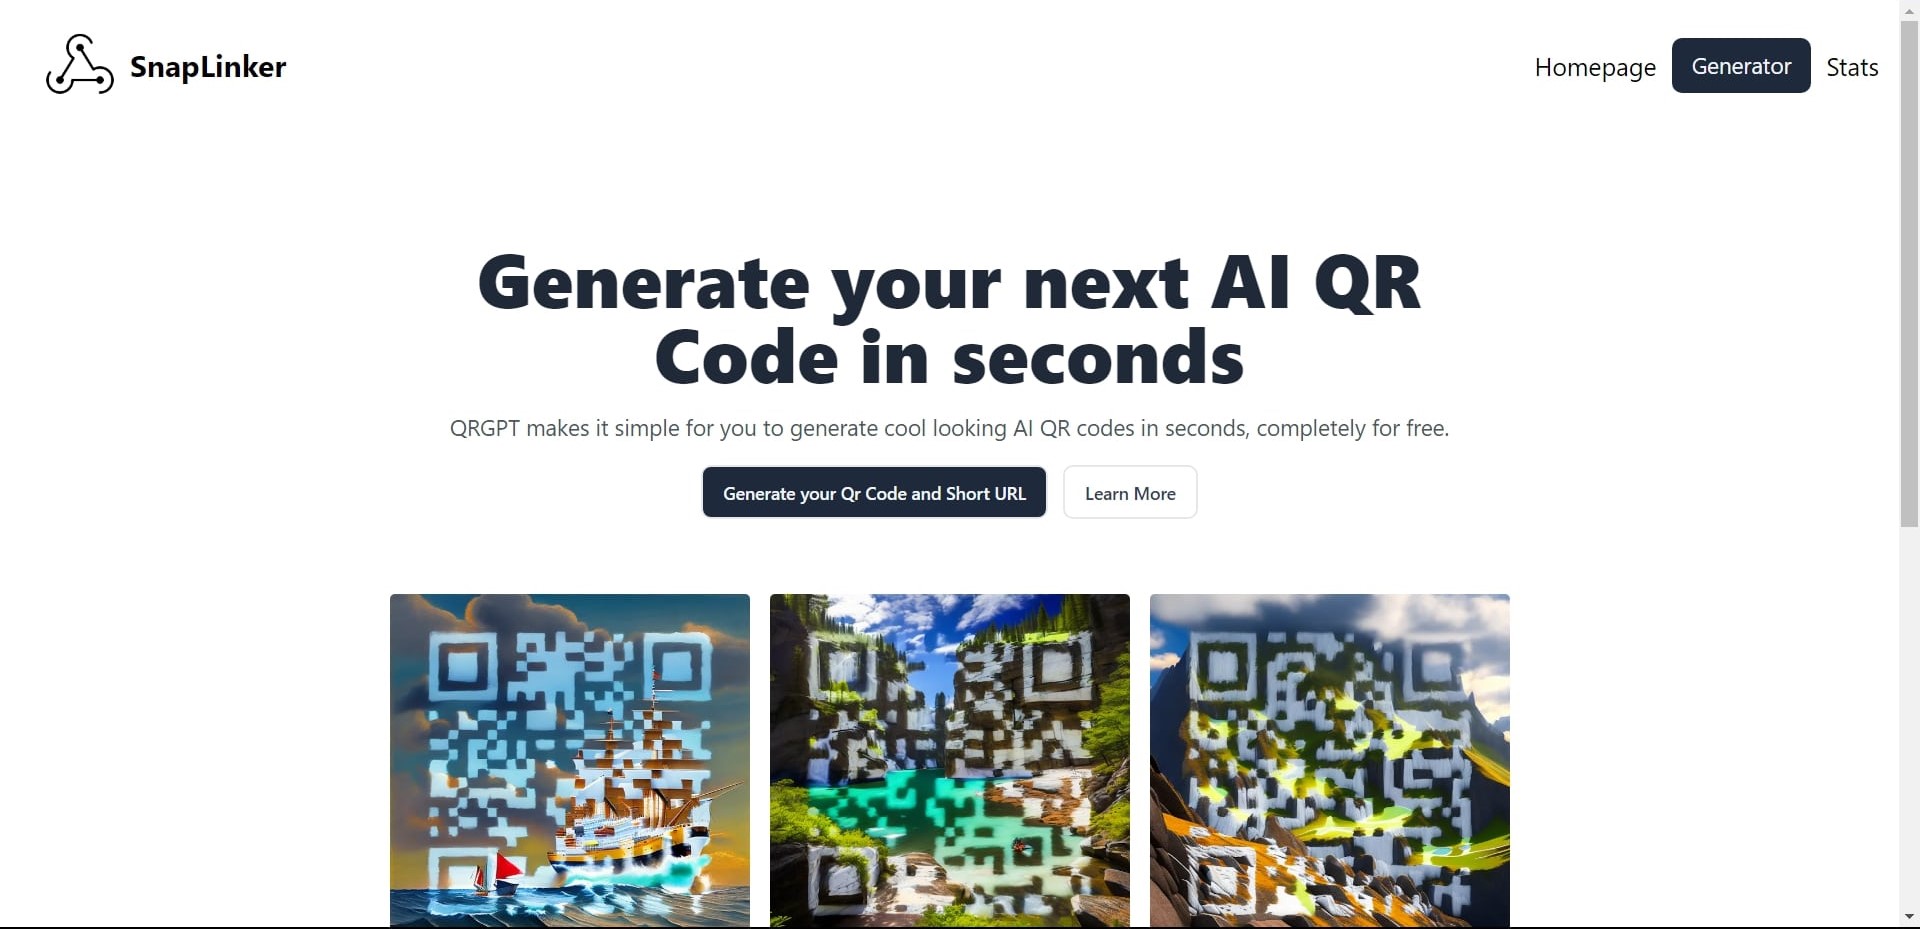 SnapLinker
Homepage
Generator
Stats
Generate your next AI QR
Code in seconds
QRGPT makes it simple for you to generate cool looking AI QR codes in seconds, completely for free.
Generate your Qr Code and Short URL
Learn More